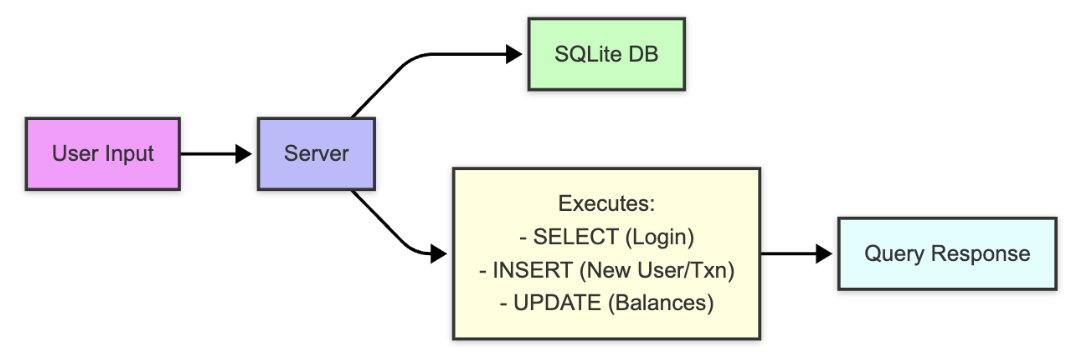 SQLite DB
User Input
Server
Executes:
- SELECT (Login)
- INSERT (New User/Txn)
- UPDATE (Balances)
Query Response